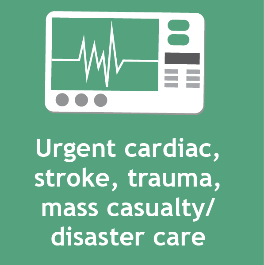 Urgent cardiac,
stroke, trauma,
mass casualty/
disaster care